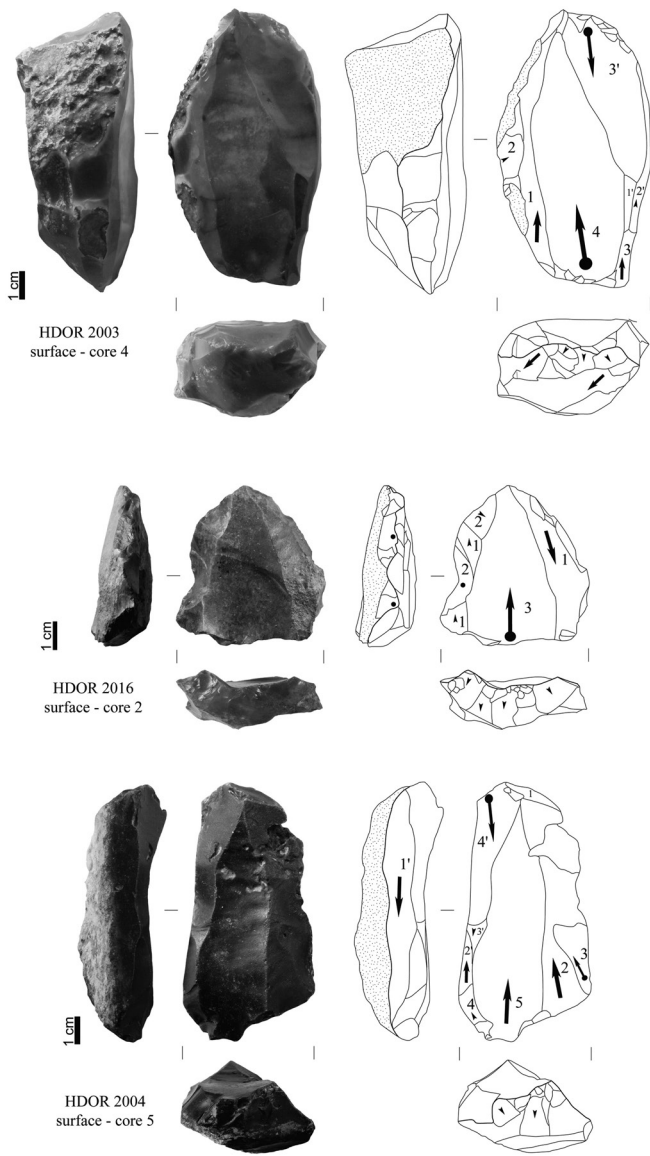 3'
2
1
1'
2'
4
3
1 cm
HDOR 2003
surface - core 4
2
1
1
2
3
1
1 cm
HDOR 2016
surface - core 2
1
4'
1'
3'
2'
3
2
4
5
1 cm
HDOR 2004
surface - core 5